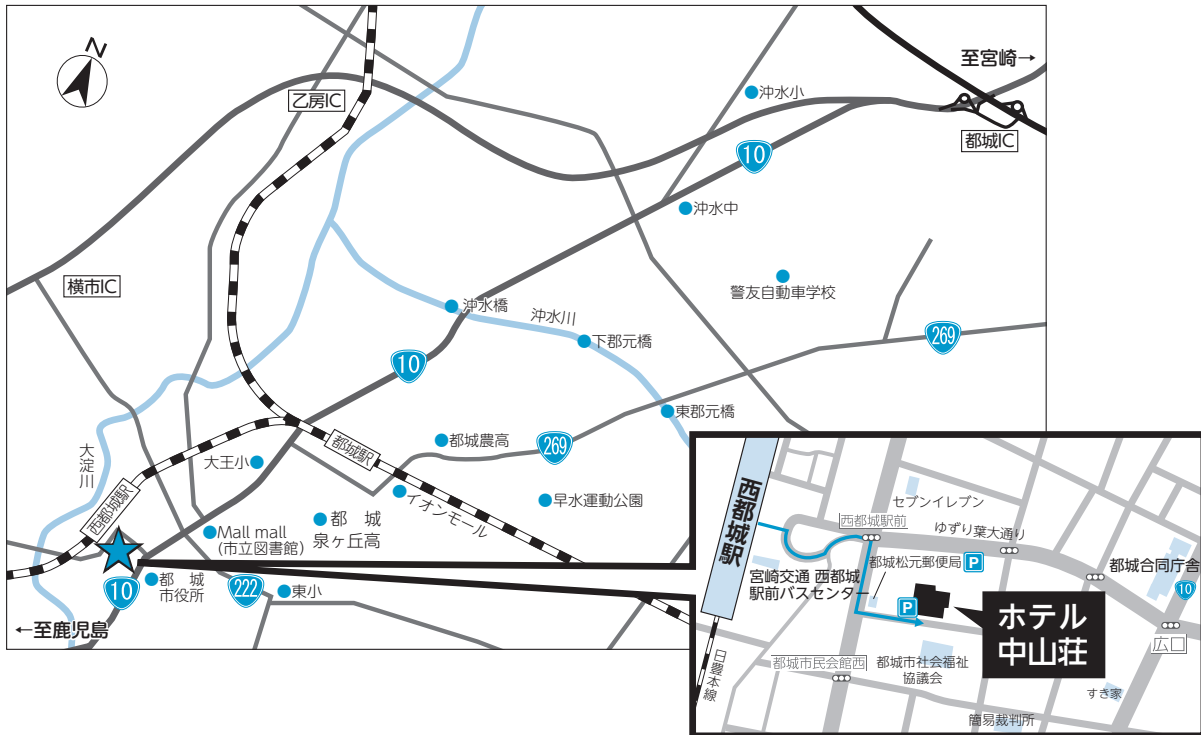 N
至宮崎→
乙房IC
沖水小
都城IC
10
沖水中
横市IC
警友自動車学校
沖水橋
沖水川
下郡元橋
269
10
東郡元橋
大淀川
都城農高
269
都城駅
大王小
イオンモール
早水運動公園
西都城駅
Mall mall
(市立図書館)
都 城
泉ヶ丘高
10
都 城
市役所
222
東小
←至鹿児島
西都城駅
セブンイレブン
西都城駅前
ゆずり葉大通り
都城松元郵便局
P
都城合同庁舎
宮崎交通 西都城
駅前バスセンター
10
P
ホテル
中山荘
広口
日豊本線
都城市民会館西
都城市社会福祉
協議会
すき家
簡易裁判所